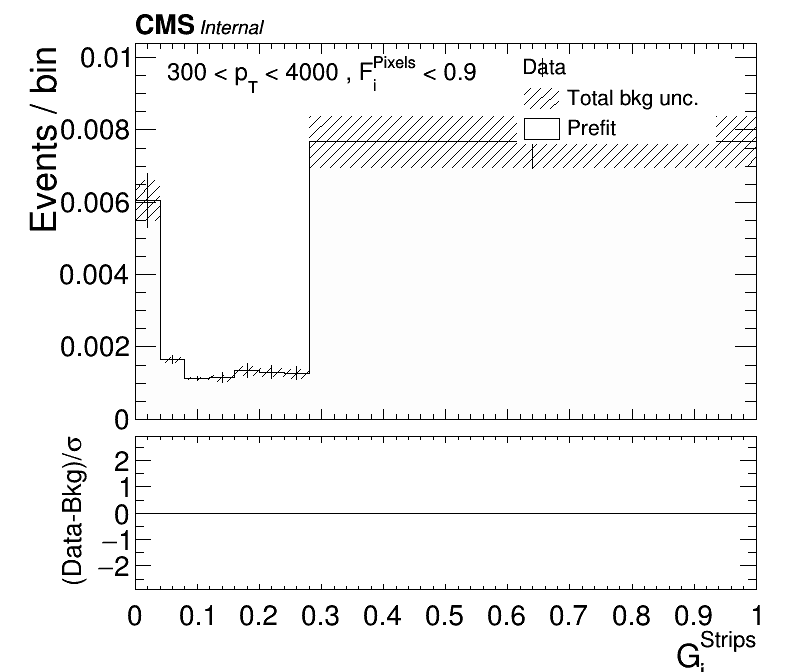 CMS Internal
Events / bin
0.01
0.008
0.006
0.004
0.002
0
300 < p_T < 4000 , F_i^Pixels < 0.9
Data
Total bkg unc.
Prefit
(Data-Bkg)/σ
2
1
0
−1
−2
0 0.1 0.2 0.3 0.4 0.5 0.6 0.7 0.8 0.9 1
G_i^Strips